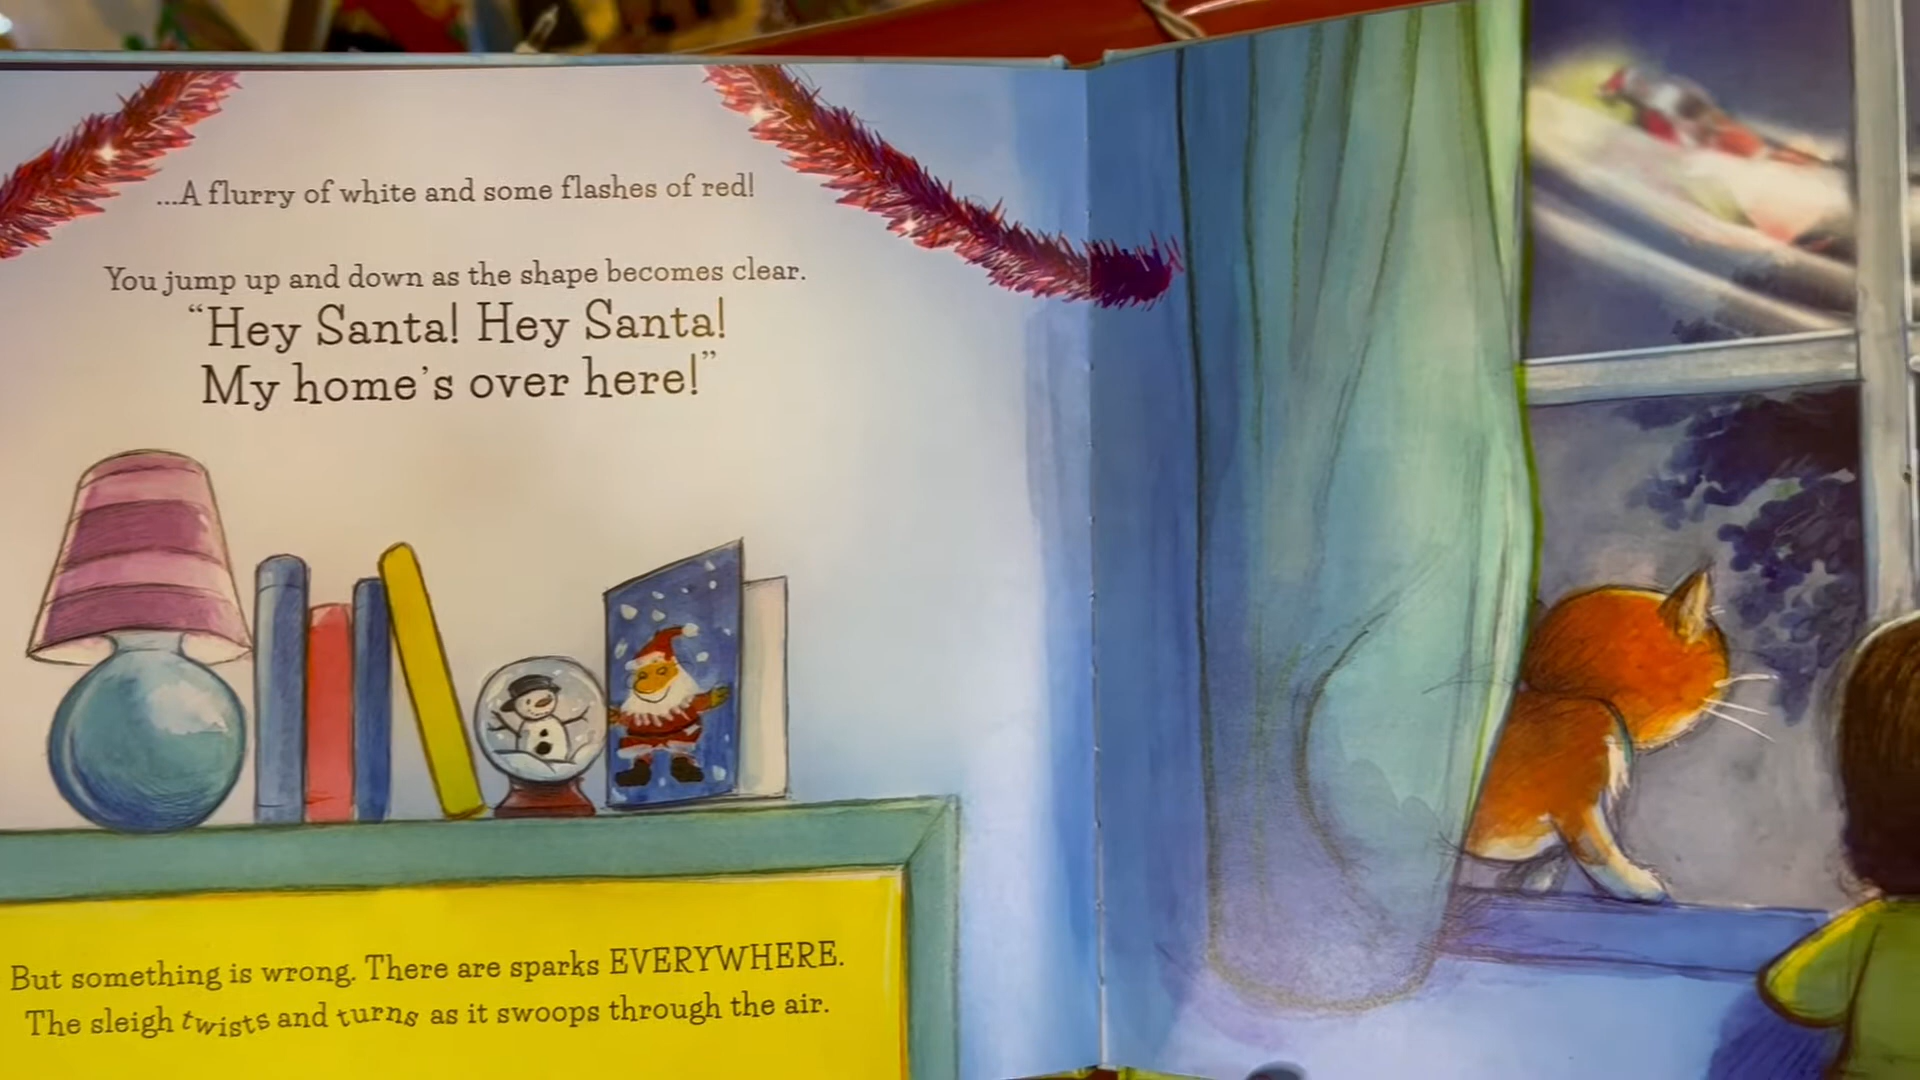 ...A flurry of white and some flashes of red!
You jump up and down as the shape becomes clear.
“Hey Santa! Hey Santa!
My home's over here!”
But something is wrong. There are sparks EVERYWHERE.
The sleigh twists and turns as it swoops through the air.